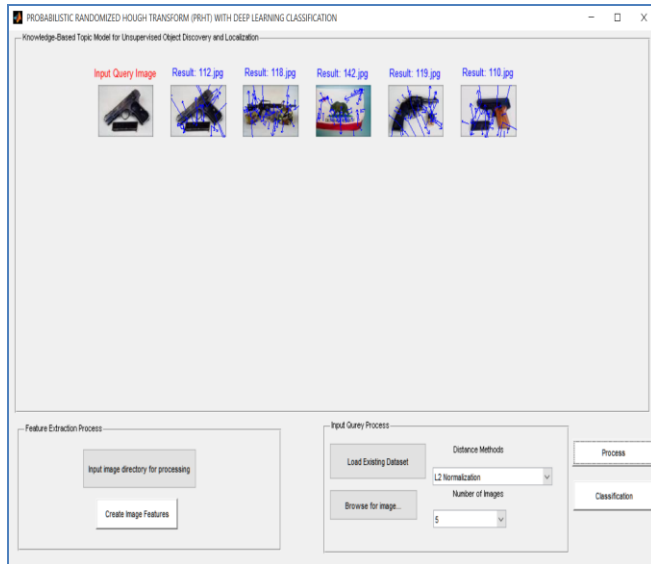 PROBABILISTIC RANDOMIZED HOUGH TRANSFORM (PRHT) WITH DEEP LEARNING CLASSIFICATION
Knowledge-Based Topic Model for Unsupervised Object Discovery and Localization
Input Query Image Result: 112.jpg Result: 118.jpg Result: 142.jpg Result: 119.jpg Result: 110.jpg
Feature Extraction Process
Input image directory for processing
Create Image Features
Input Qurey Process
Load Existing Dataset
Distance Methods
L2 Normalization
Browse for image...
Number of Images
5
Process
Classification